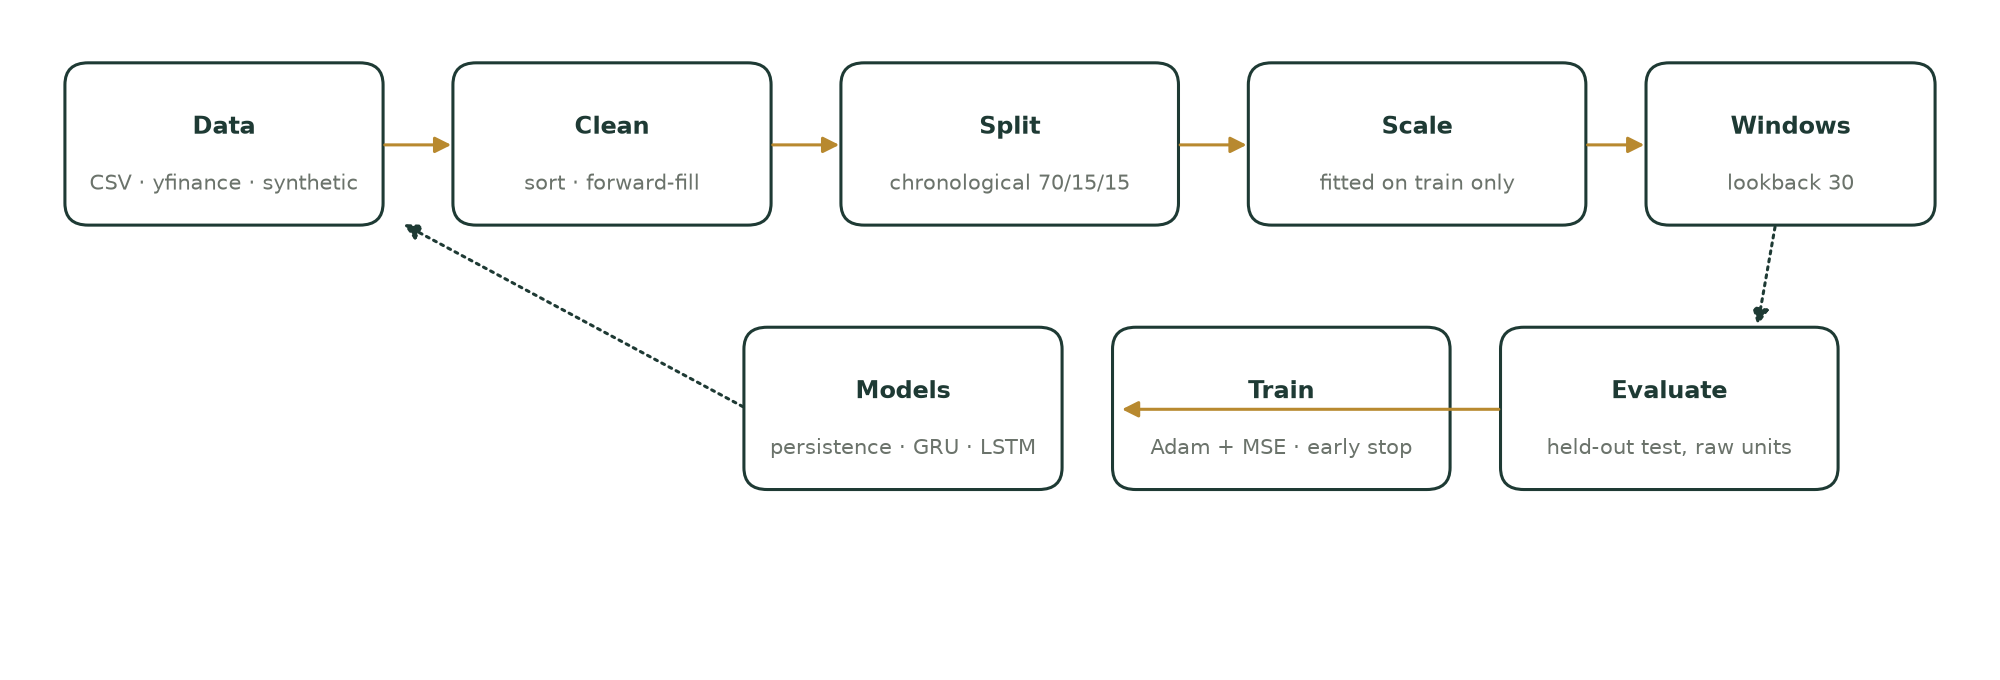 Data
CSV · yfinance · synthetic
Clean
sort · forward-fill
Split
chronological 70/15/15
Scale
fitted on train only
Windows
lookback 30
Models
persistence · GRU · LSTM
Train
Adam + MSE · early stop
Evaluate
held-out test, raw units